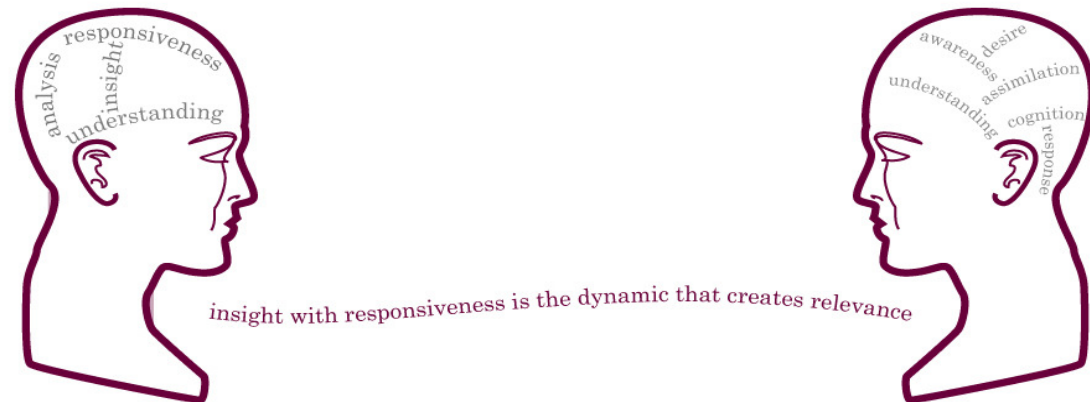 responsiveness
analysis
insight
understanding
awareness
desire
understanding
assimilation
cognition
response
insight with responsiveness is the dynamic that creates relevance